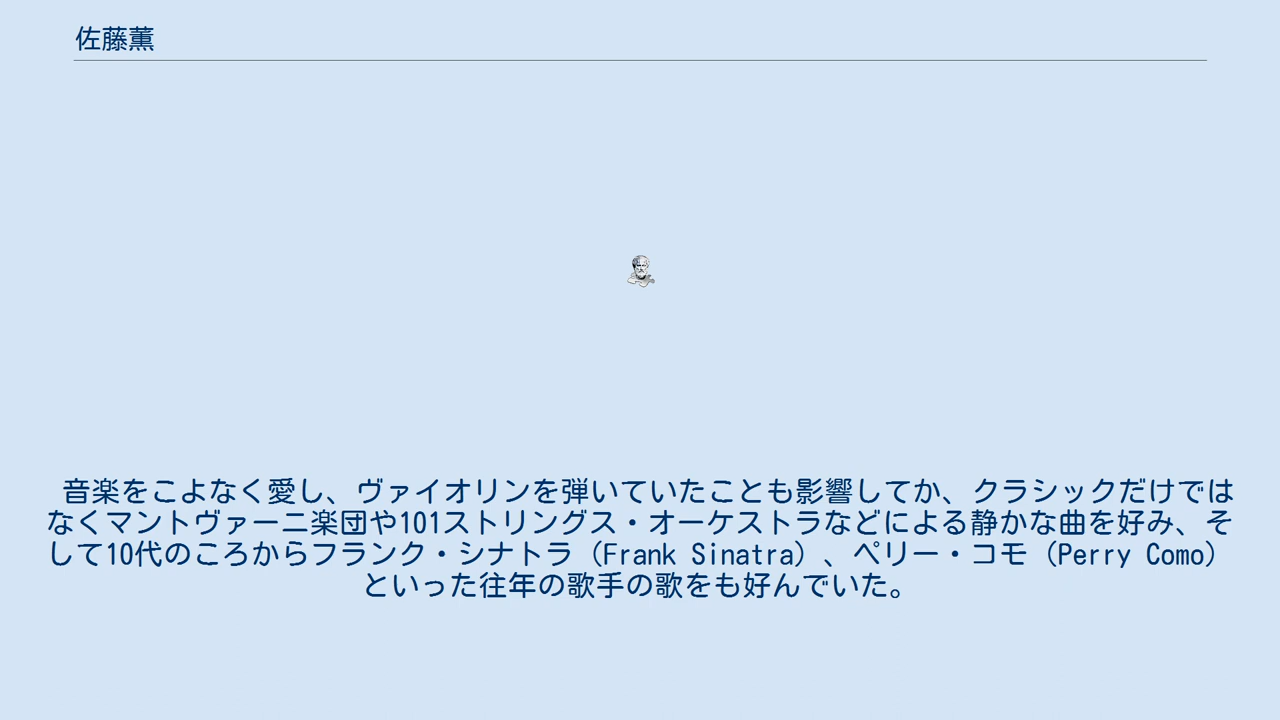 佐藤薫
音楽をこよなく愛し、ヴァイオリンを弾いていたことも影響してか、クラシックだけでは
なくマントヴァーニ楽団や101ストリングス・オーケストラなどによる静かな曲を好み、そ
して10代のころからフランク・シナトラ（Frank Sinatra）、ペリー・コモ（Perry Como）
といった往年の歌手の歌をも好んでいた。